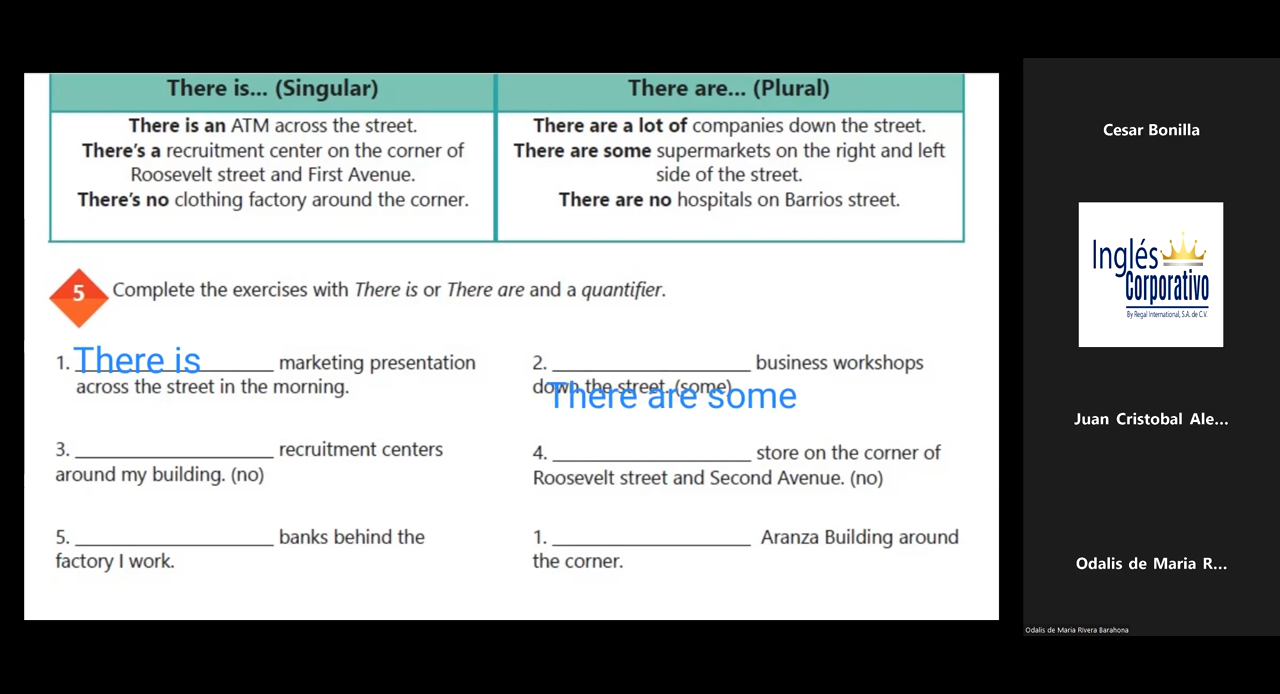 There is... (Singular)
There are... (Plural)
There is an ATM across the street.
There's a recruitment center on the corner of
Roosevelt street and First Avenue.
There's no clothing factory around the corner.
There are a lot of companies down the street.
There are some supermarkets on the right and left
side of the street.
There are no hospitals on Barrios street.
5 Complete the exercises with There is or There are and a quantifier.
1. There is marketing presentation
across the street in the morning.
2. ____________________ business workshops
down the street. (some)
There are some
3. ____________________ recruitment centers
around my building. (no)
4. ____________________ store on the corner of
Roosevelt street and Second Avenue. (no)
5. ____________________ banks behind the
factory I work.
1. ____________________ Aranza Building around
the corner.
Cesar Bonilla
Inglés
Corporativo
By Regal International, S.A. de C.V.
Juan Cristobal Ale...
Odalis de Maria R...
Odalis de Maria Rivera Barahona